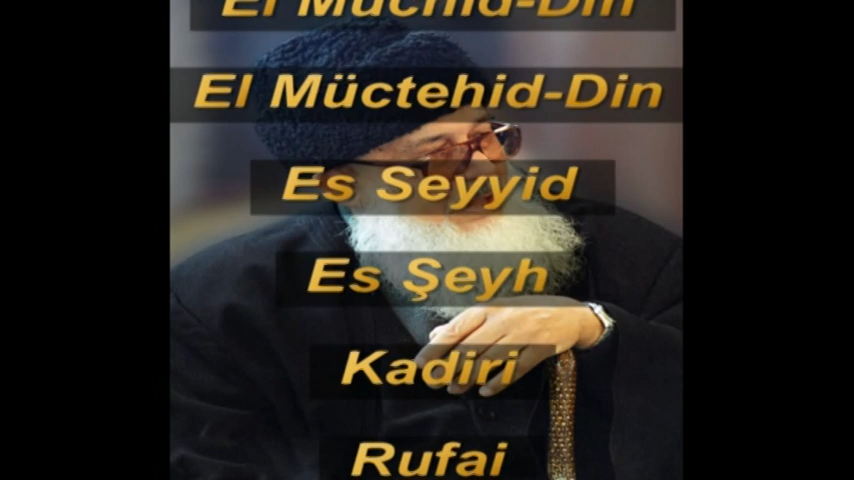 El Müctehid-Din
Es Seyyid
Es Şeyh
Kadiri
Rufai